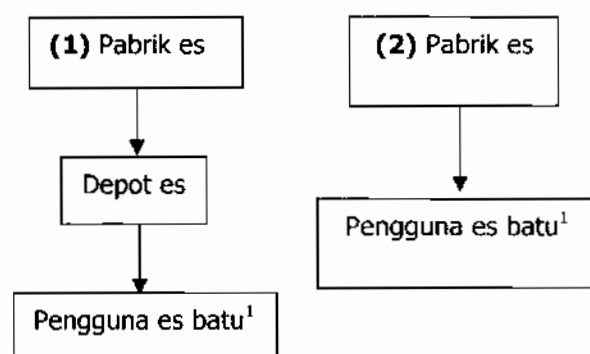 (1) Pabrik es
Depot es
Pengguna es batu¹
(2) Pabrik es
Pengguna es batu¹